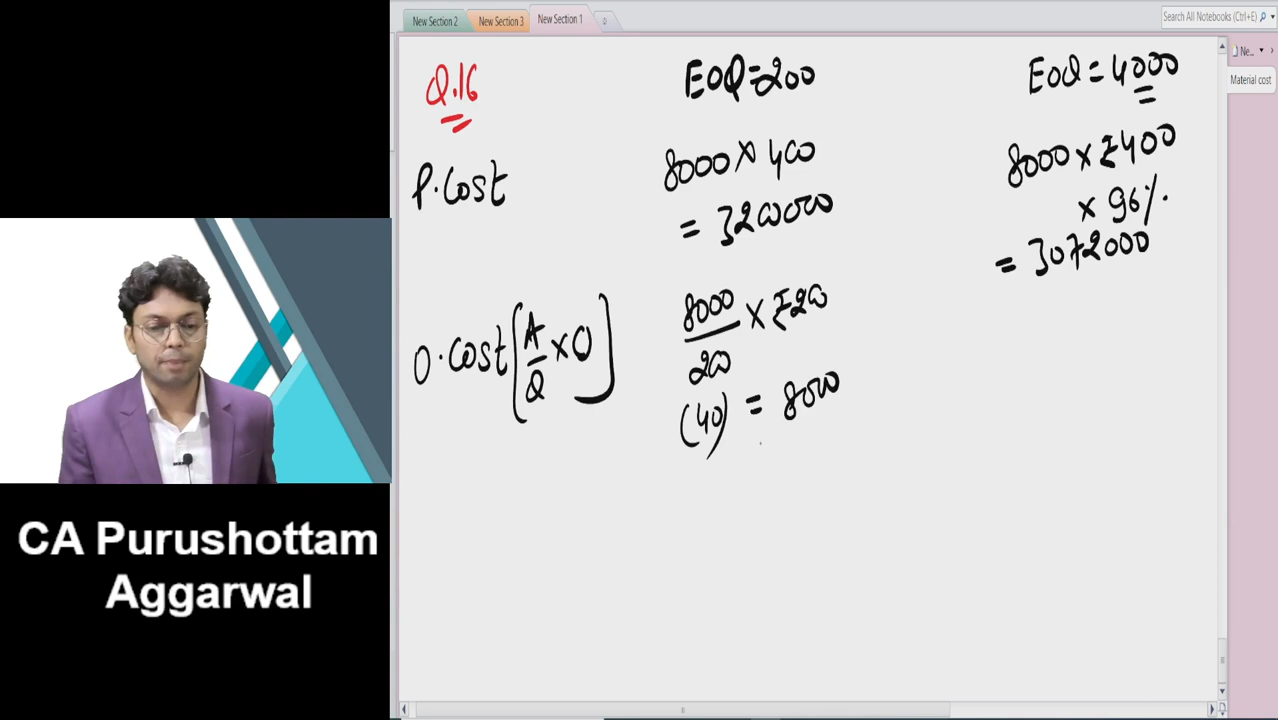 New Section 2
New Section 3
New Section 1
Search All Notebooks (Ctrl+E)
Ne...
Material cost
Q.16
EOQ=200
EOQ = 4000
P.Cost
8000 × 400
= 3200000
8000 × ₹400
× 96%
= 3072000
O.Cost [A/Q × O]
8000/200 × ₹200
(40) = 8000
CA Purushottam
Aggarwal